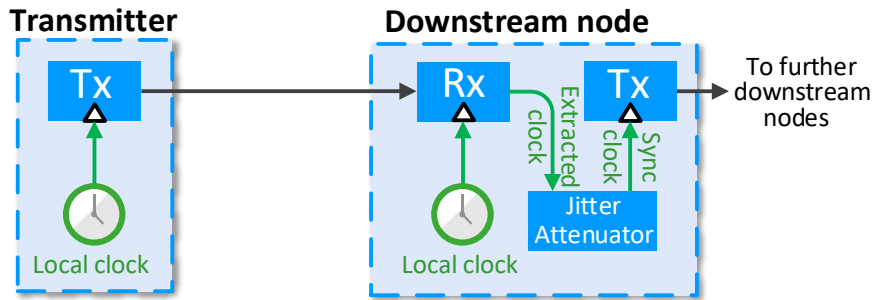 Transmitter
Downstream node
Tx
Rx
Tx
To further
downstream
nodes
Extracted
clock
Sync
clock
Jitter
Attenuator
Local clock
Local clock